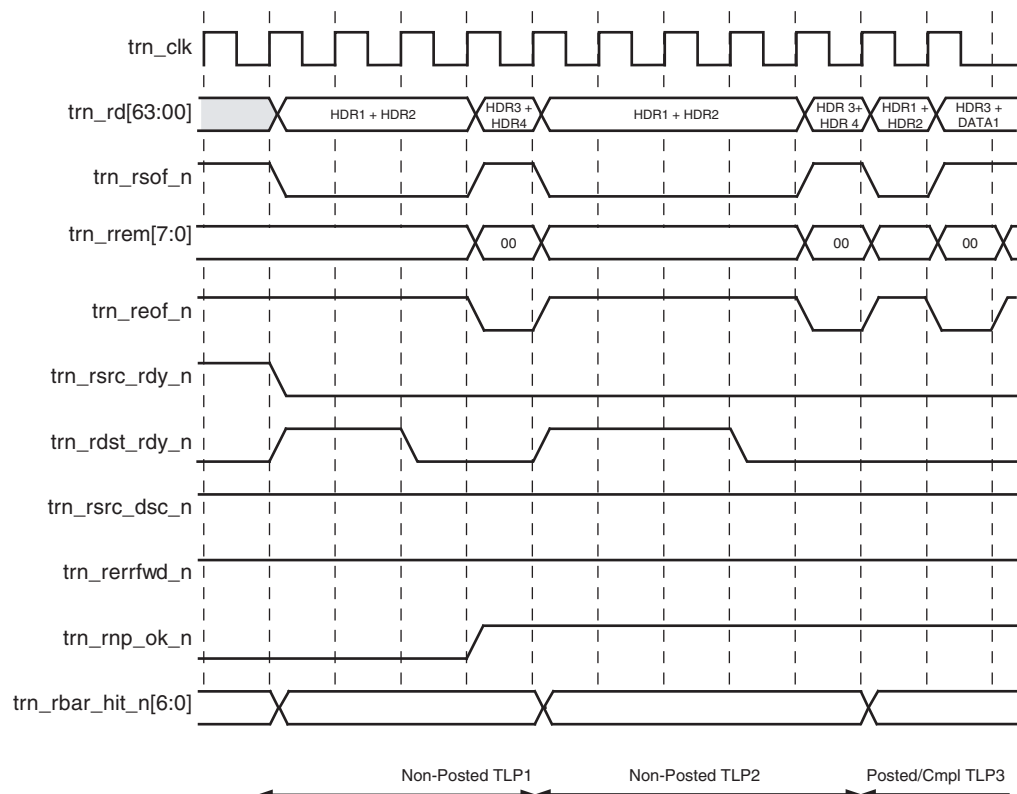 trn_clk
trn_rd[63:00]
HDR1 + HDR2
HDR3 +
HDR4
HDR1 + HDR2
HDR 3+
HDR 4
HDR1 +
HDR2
HDR3 +
DATA1
trn_rsof_n
trn_rrem[7:0]
00
00
00
trn_reof_n
trn_rsrc_rdy_n
trn_rdst_rdy_n
trn_rsrc_dsc_n
trn_rerrfwd_n
trn_rnp_ok_n
trn_rbar_hit_n[6:0]
Non-Posted TLP1
Non-Posted TLP2
Posted/Cmpl TLP3